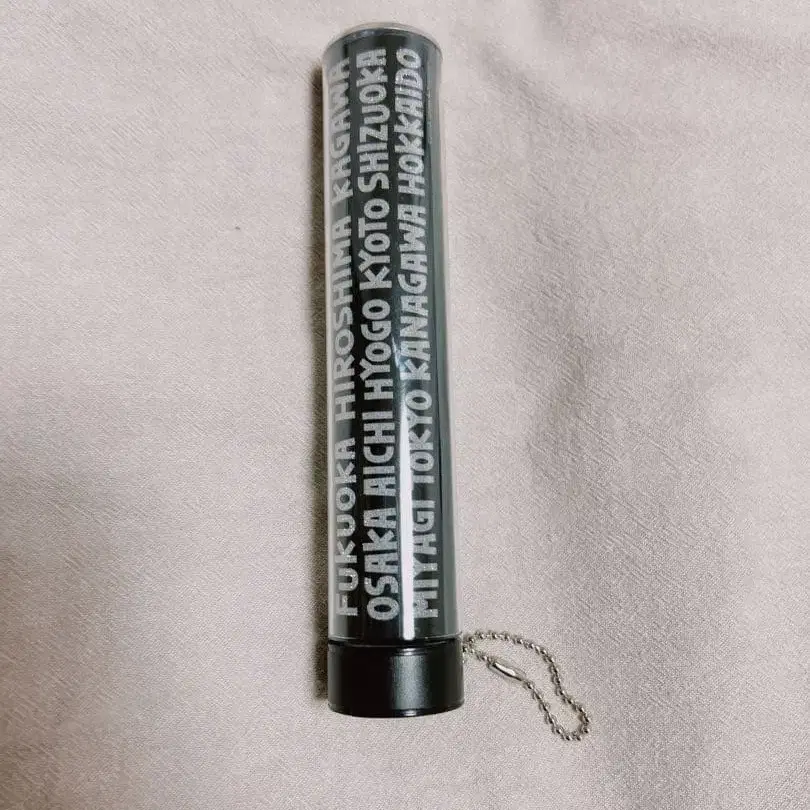 FUKUOKA HIROSHIMA KAGAWA
OSAKA AICHI HYOGO KYOTO SHIZUOKA
MIYAGI TOKYO KANAGAWA HOKKAIDO